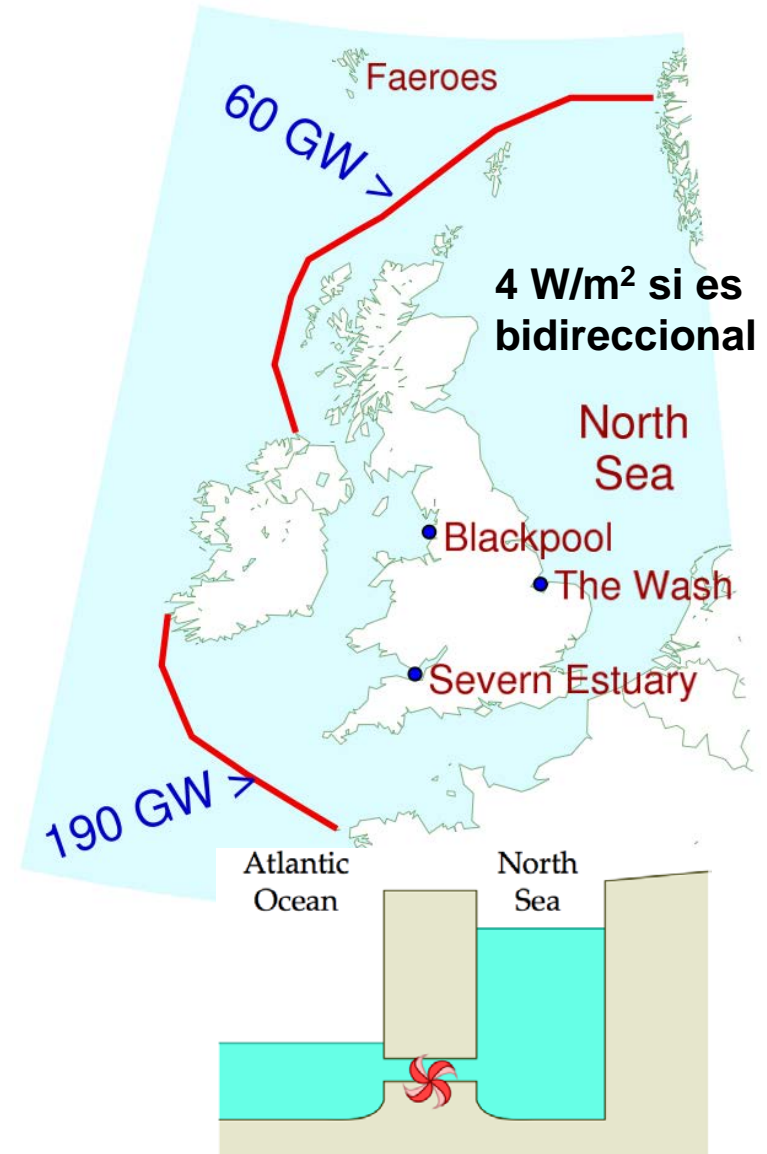 Faeroes
60 GW >
4 W/m² si es
bidireccional
North
Sea
Blackpool
The Wash
Severn Estuary
190 GW >
Atlantic
Ocean
North
Sea